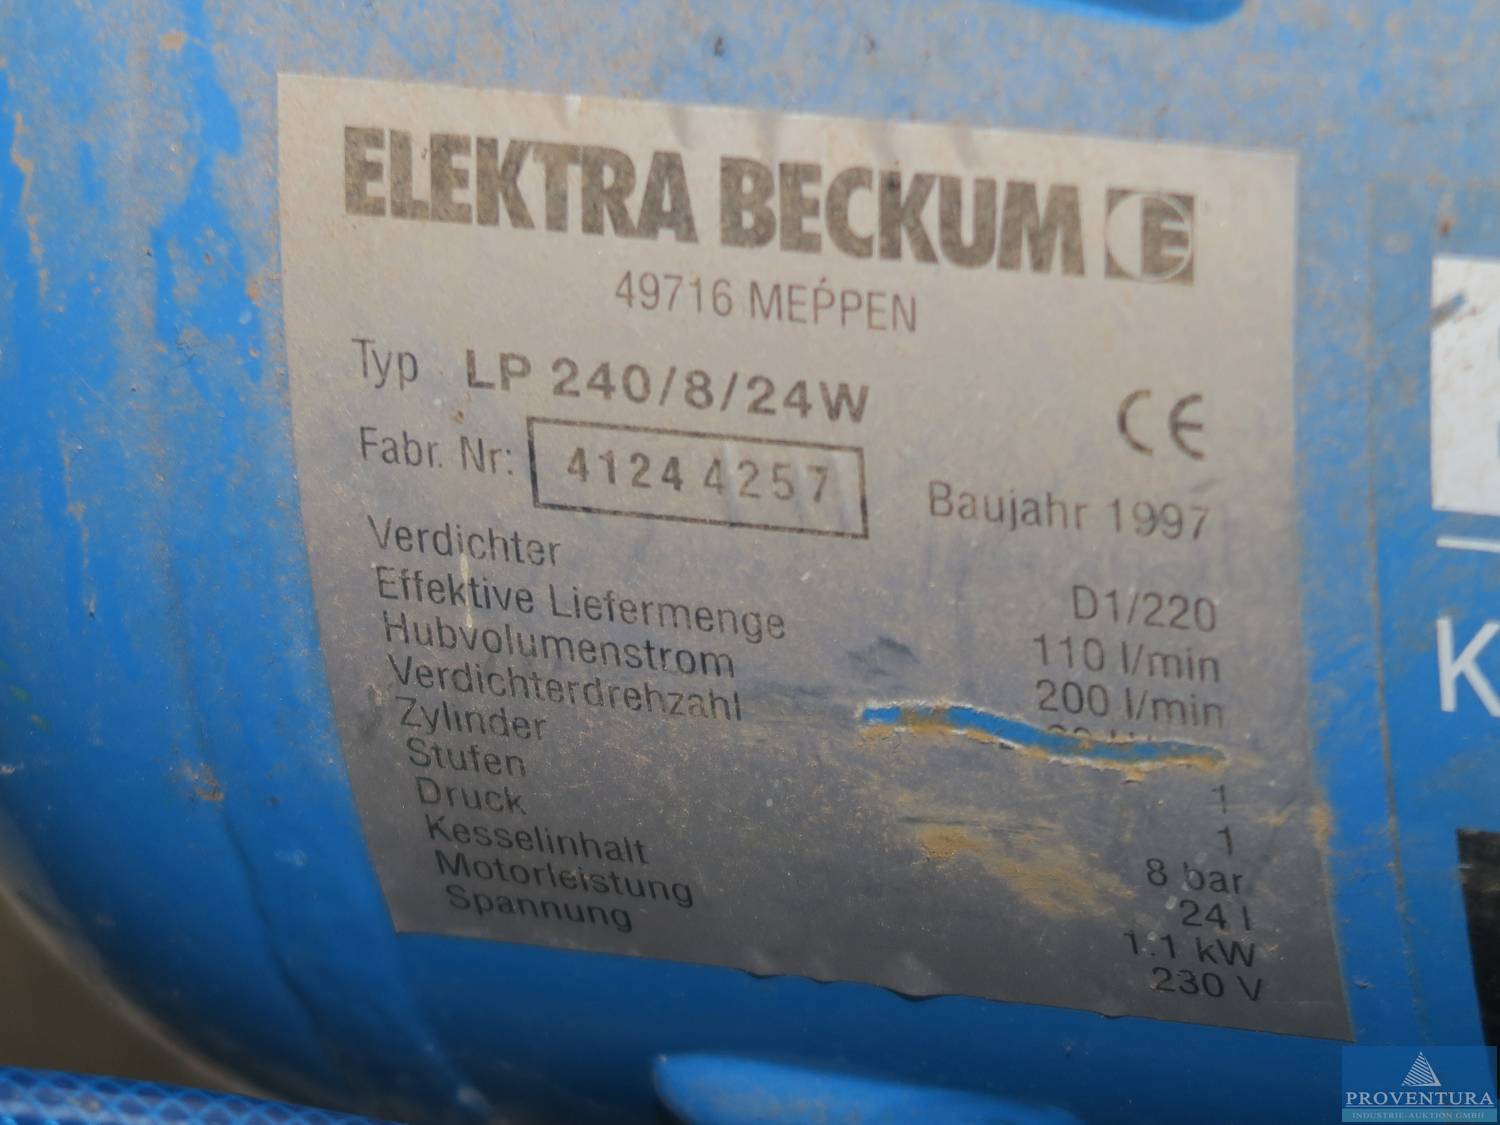 ELEKTRA BECKUM E
49716 MEPPEN
Typ LP 240/8/24W
CE
Fabr. Nr: 4124 4257
Baujahr 1997
Verdichter D1/220
Effektive Liefermenge 110 l/min
Hubvolumenstrom 200 l/min
Verdichterdrehzahl
Zylinder 1
Stufen 1
Druck 8 bar
Kesselinhalt 24 l
Motorleistung 1.1 kW
Spannung 230 V
K
PROVENTURA
INDUSTRIE-AUKTION GMBH